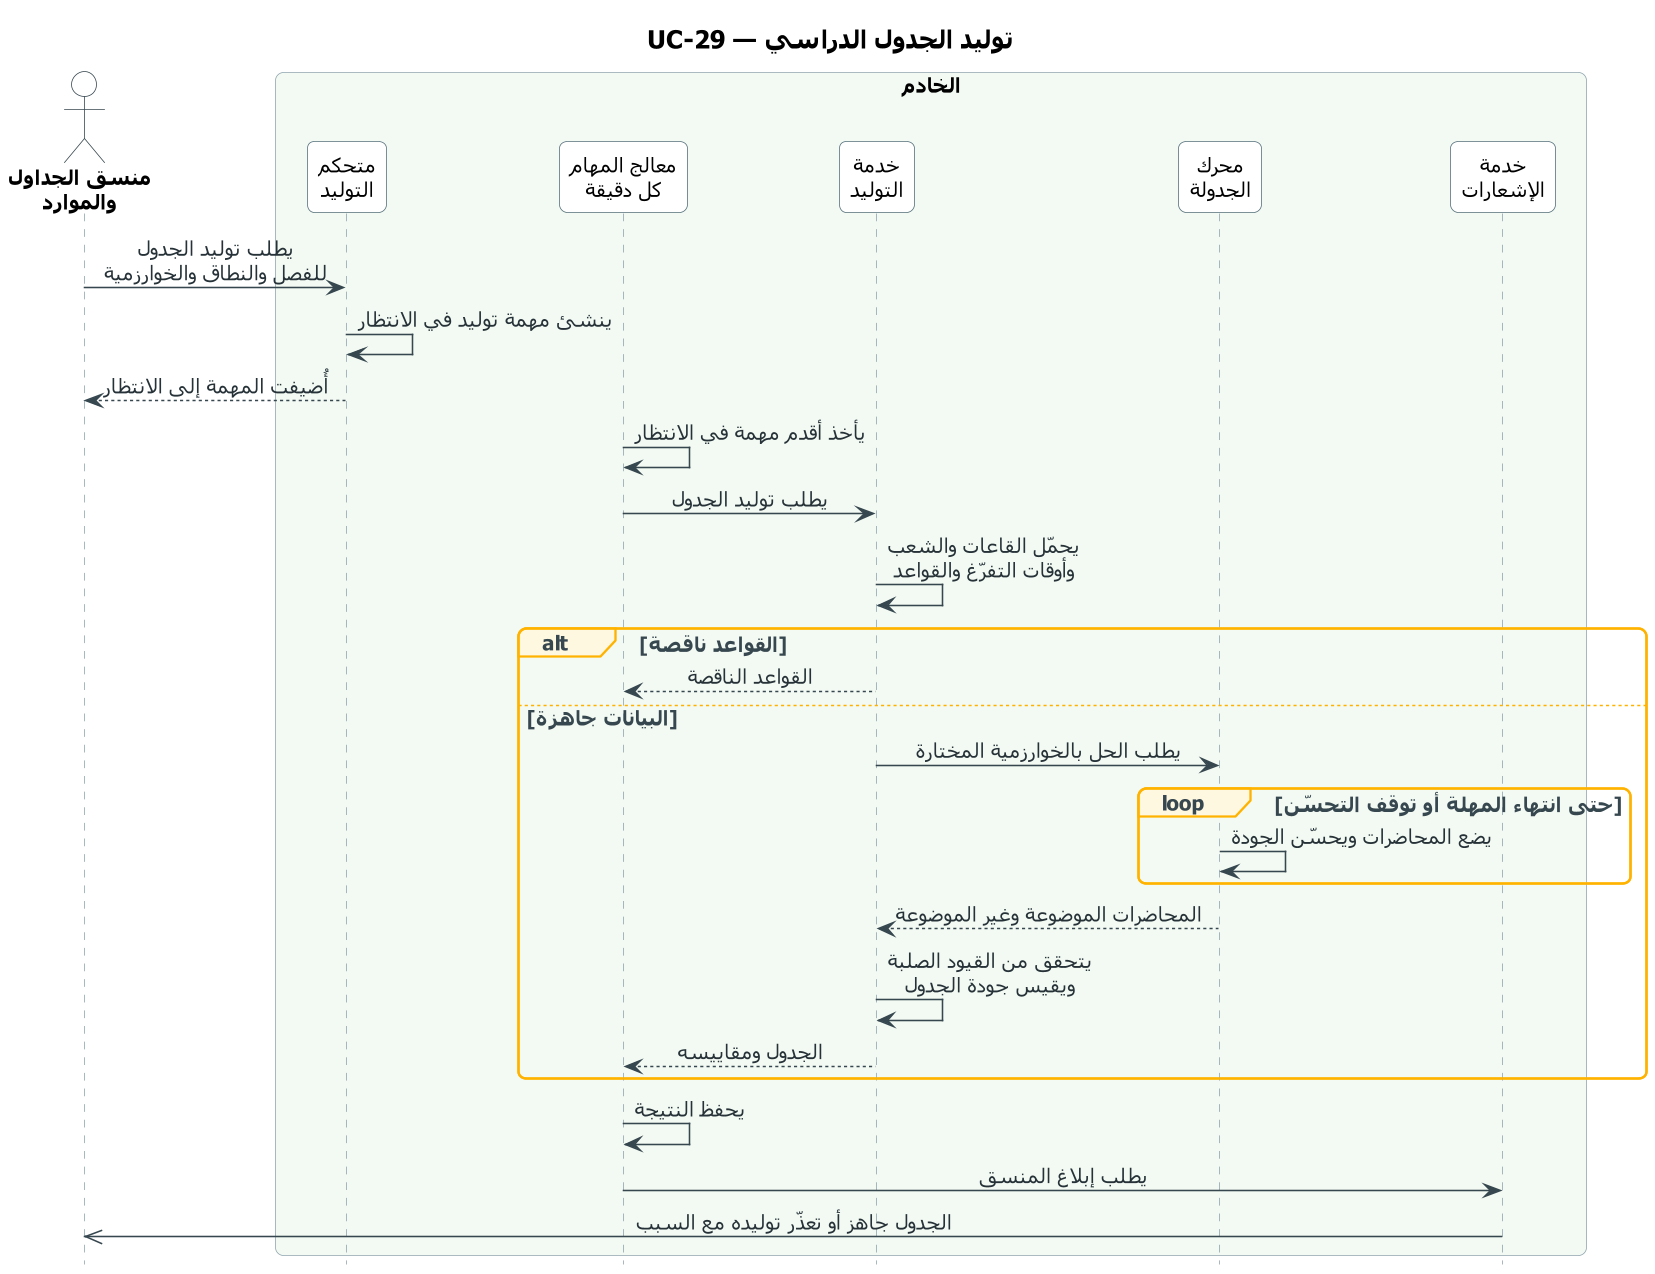 UC-29 — توليد الجدول الدراسي
الخادم
منسق الجداول
والموارد
متحكم
التوليد
معالج المهام
كل دقيقة
خدمة
التوليد
محرك
الجدولة
خدمة
الإشعارات
يطلب توليد الجدول
للفصل والنطاق والخوارزمية
ينشئ مهمة توليد في الانتظار
أُضيفت المهمة إلى الانتظار
يأخذ أقدم مهمة في الانتظار
يطلب توليد الجدول
يحمّل القاعات والشعب
وأوقات التفرّغ والقواعد
alt
[القواعد ناقصة]
القواعد الناقصة
[البيانات جاهزة]
يطلب الحل بالخوارزمية المختارة
loop
[حتى انتهاء المهلة أو توقف التحسّن]
يضع المحاضرات ويحسّن الجودة
المحاضرات الموضوعة وغير الموضوعة
يتحقق من القيود الصلبة
ويقيس جودة الجدول
الجدول ومقاييسه
يحفظ النتيجة
يطلب إبلاغ المنسق
الجدول جاهز أو تعذّر توليده مع السبب